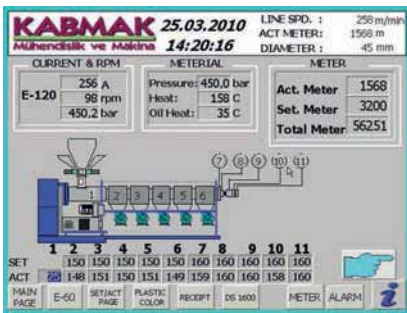 KABMAK
Mühendislik ve Makina
25.03.2010
14:20:16
LINE SPD. : 258 m/min
ACT METER: 1568 m
DIAMETER : 45 mm
CURRENT & RPM
E-120
256 A
98 rpm
450.2 bar
METERIAL
Pressure: 450,0 bar
Heat: 158 C
Oil Heat: 35 C
METER
Act. Meter 1568
Set. Meter 3200
Total Meter 56251
1 2 3 4 5 6
(7) (8) (9) (10) (11)
1 2 3 4 5 6 7 8 9 10 11
SET 150 150 150 150 150 160 160 160 160 160
ACT 25 148 151 150 151 149 159 160 160 158 160
MAIN PAGE
E-60
SET/ACT PAGE
PLASTIC COLOR
RECEIPT
DS 1600
METER
ALARM
i